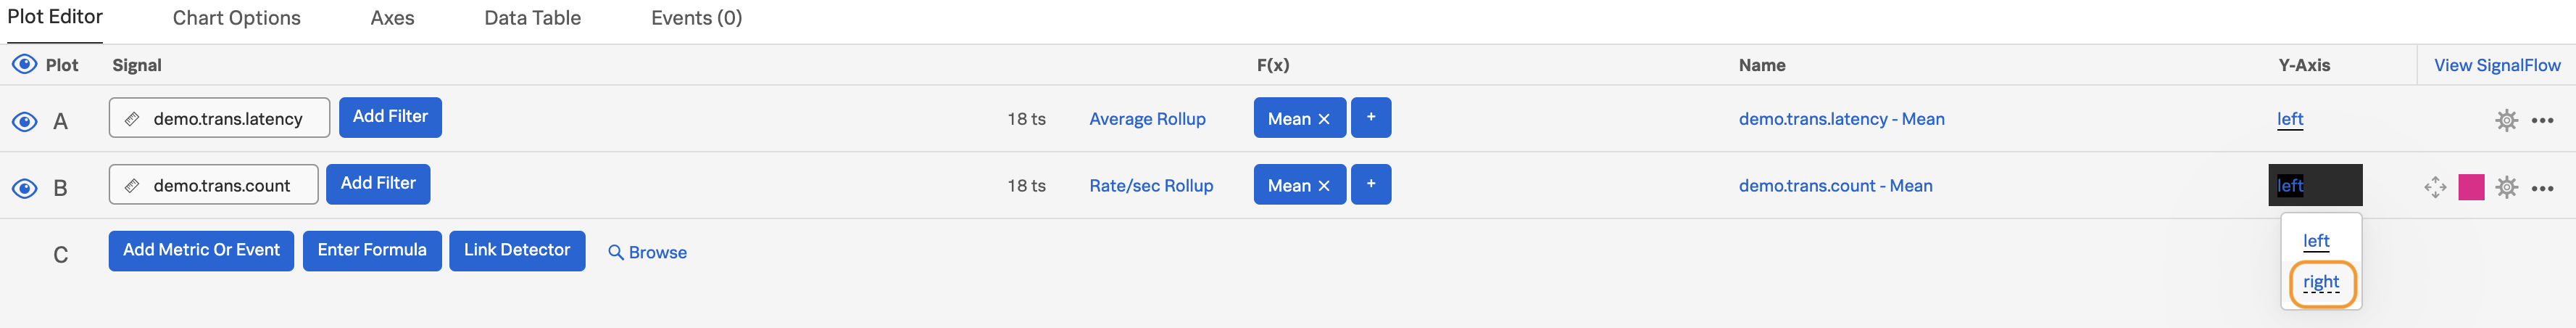 Plot Editor Chart Options Axes Data Table Events (0)
Plot Signal F(x) Name Y-Axis View SignalFlow
A demo.trans.latency Add Filter 18 ts Average Rollup Mean × + demo.trans.latency - Mean left
B demo.trans.count Add Filter 18 ts Rate/sec Rollup Mean × + demo.trans.count - Mean left
left
C Add Metric Or Event Enter Formula Link Detector Browse
right